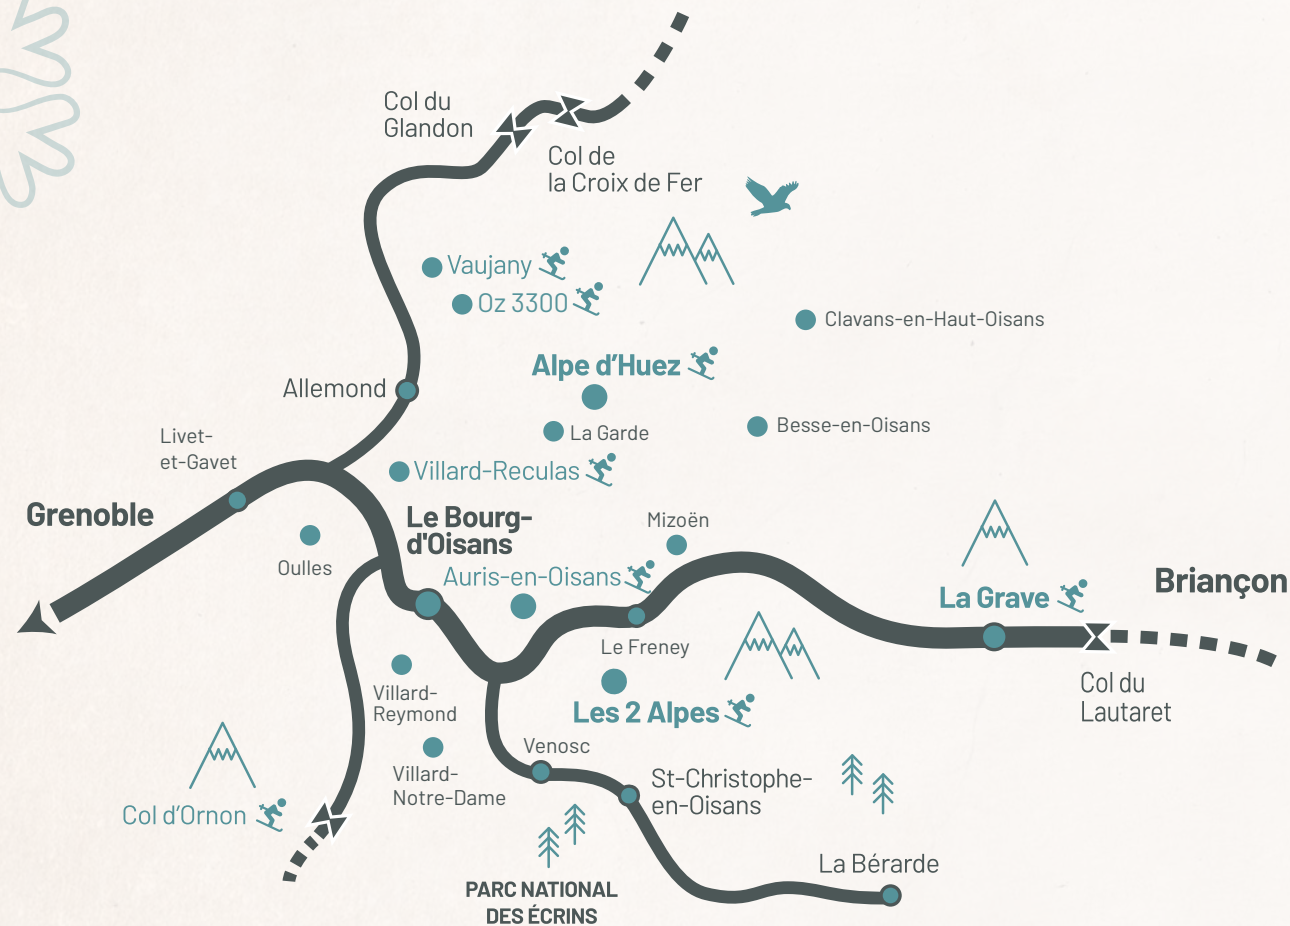 Col du
Glandon
Col de
la Croix de Fer
Vaujany
Oz 3300
Clavans-en-Haut-Oisans
Alpe d’Huez
Allemond
La Garde
Besse-en-Oisans
Livet-
et-Gavet
Villard-Reculas
Grenoble
Le Bourg-
d'Oisans
Mizoën
Oulles
Auris-en-Oisans
La Grave
Briançon
Le Freney
Col du
Lautaret
Villard-
Reymond
Les 2 Alpes
Venosc
Villard-
Notre-Dame
St-Christophe-
en-Oisans
Col d’Ornon
La Bérarde
PARC NATIONAL
DES ÉCRINS